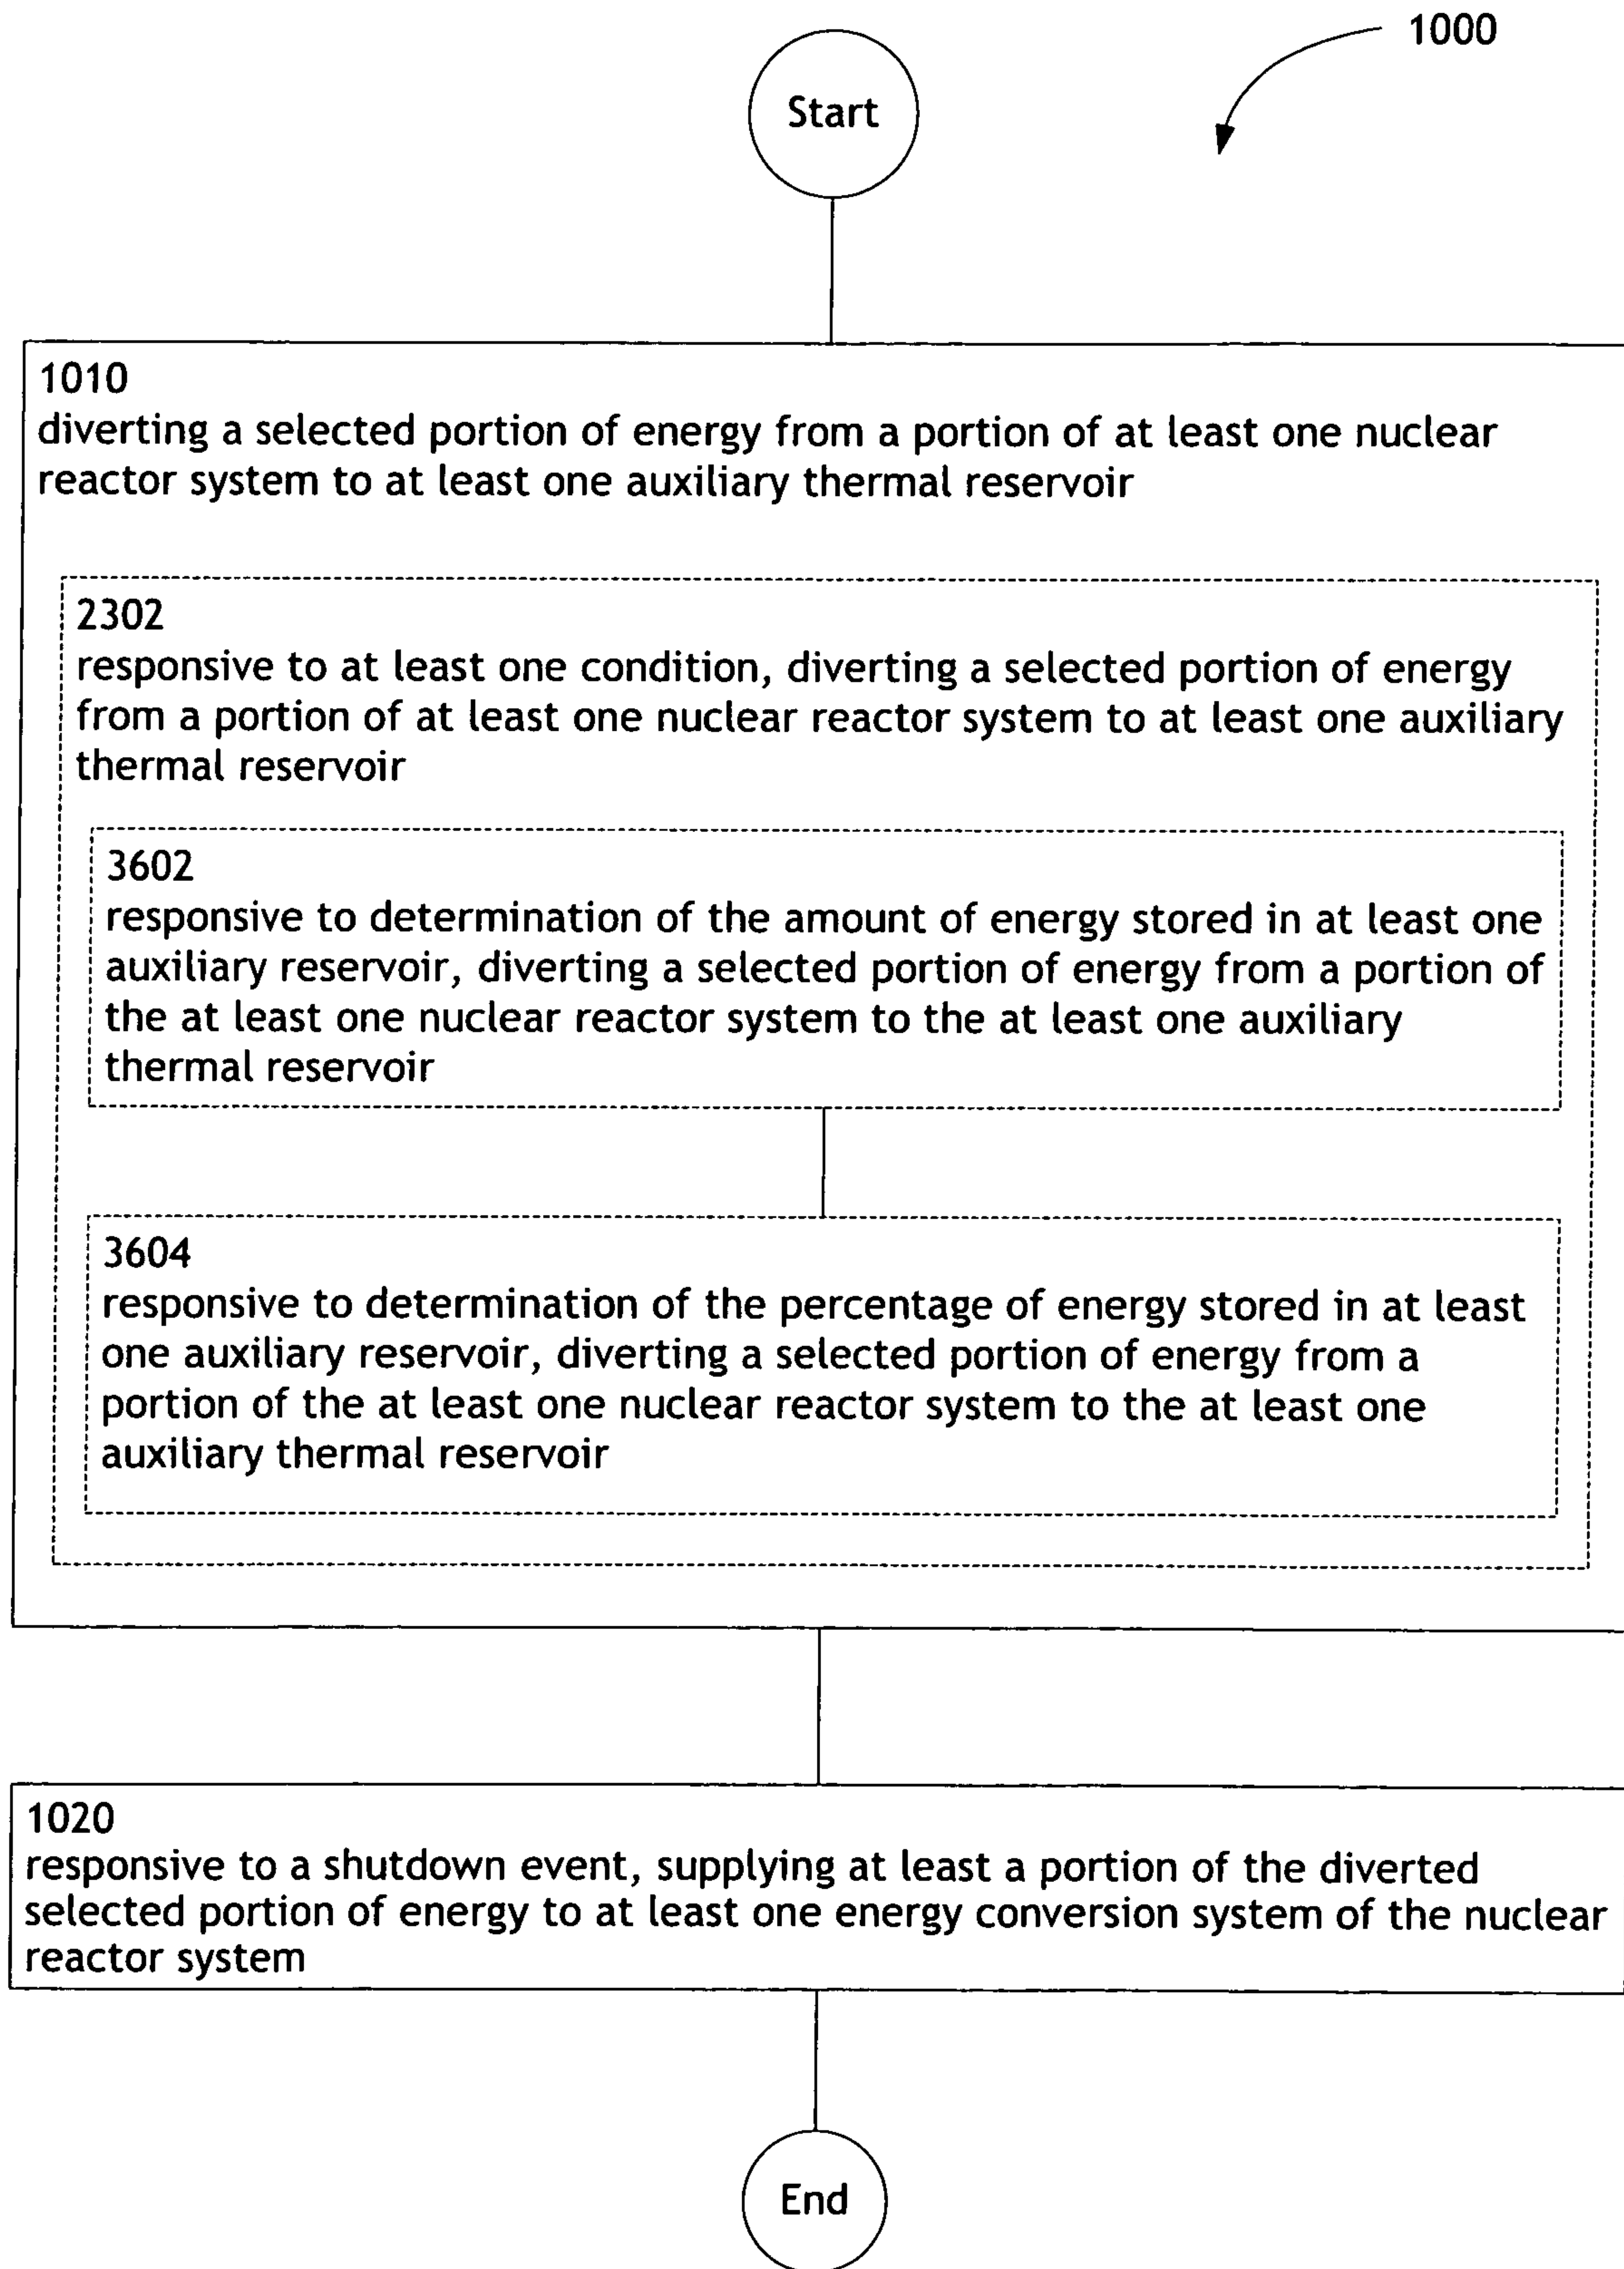 1000
Start
1010
diverting a selected portion of energy from a portion of at least one nuclear
reactor system to at least one auxiliary thermal reservoir
2302
responsive to at least one condition, diverting a selected portion of energy
from a portion of at least one nuclear reactor system to at least one auxiliary
thermal reservoir
3602
responsive to determination of the amount of energy stored in at least one
auxiliary reservoir, diverting a selected portion of energy from a portion of
the at least one nuclear reactor system to the at least one auxiliary
thermal reservoir
3604
responsive to determination of the percentage of energy stored in at least
one auxiliary reservoir, diverting a selected portion of energy from a
portion of the at least one nuclear reactor system to the at least one
auxiliary thermal reservoir
1020
responsive to a shutdown event, supplying at least a portion of the diverted
selected portion of energy to at least one energy conversion system of the nuclear
reactor system
End